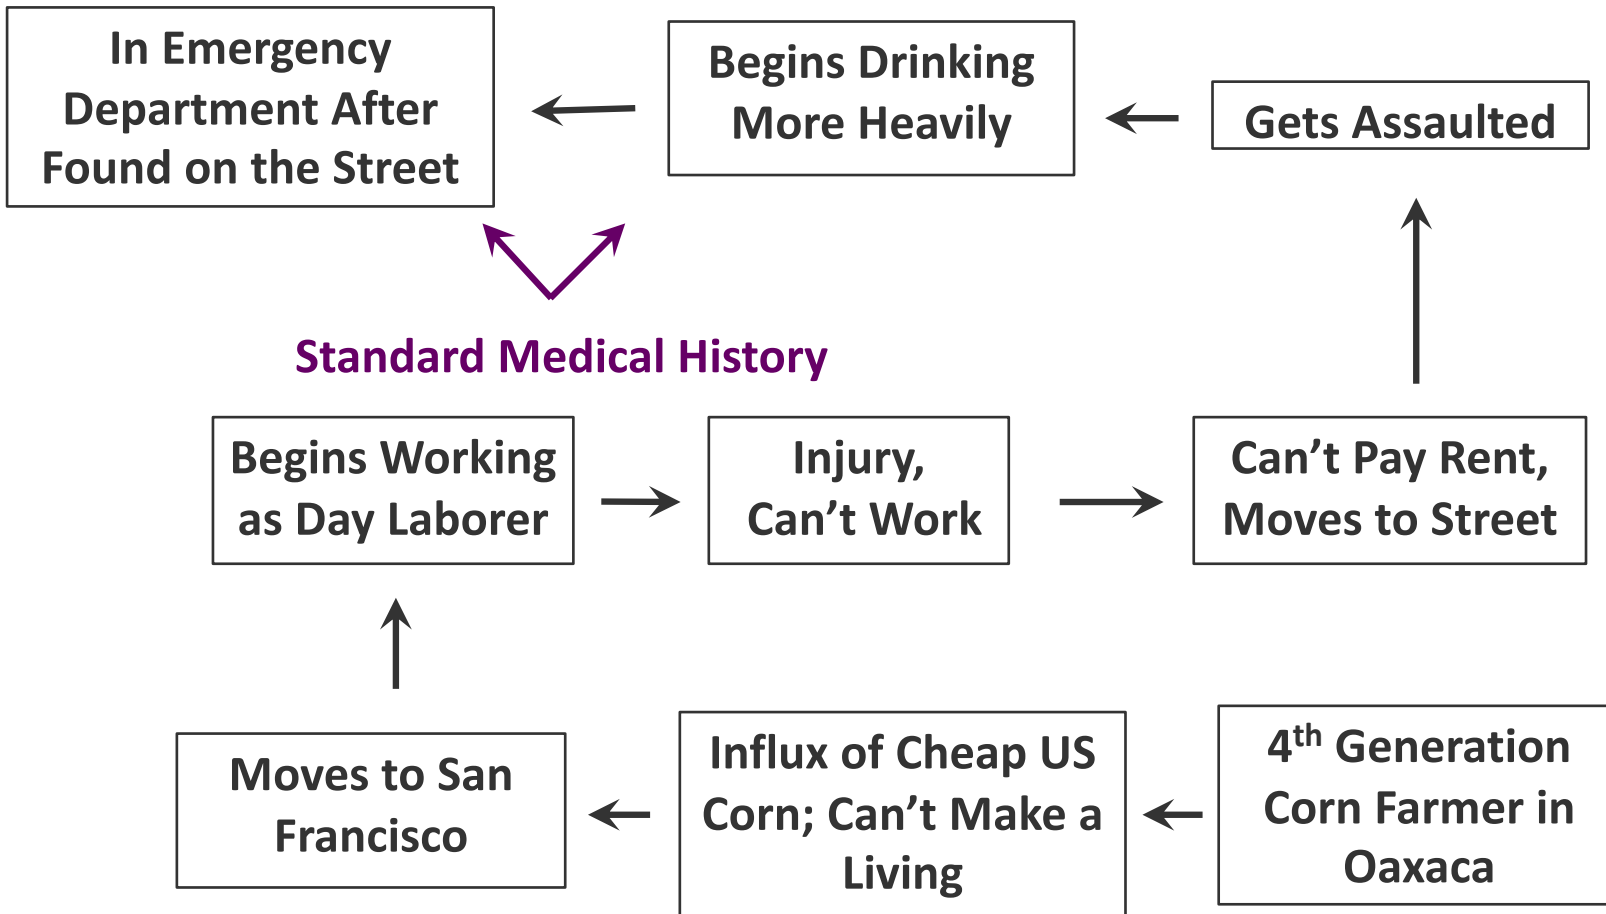 In Emergency
Department After
Found on the Street
Begins Drinking
More Heavily
Gets Assaulted
Standard Medical History
Begins Working
as Day Laborer
Injury,
Can’t Work
Can’t Pay Rent,
Moves to Street
Moves to San
Francisco
Influx of Cheap US
Corn; Can’t Make a
Living
4th Generation
Corn Farmer in
Oaxaca